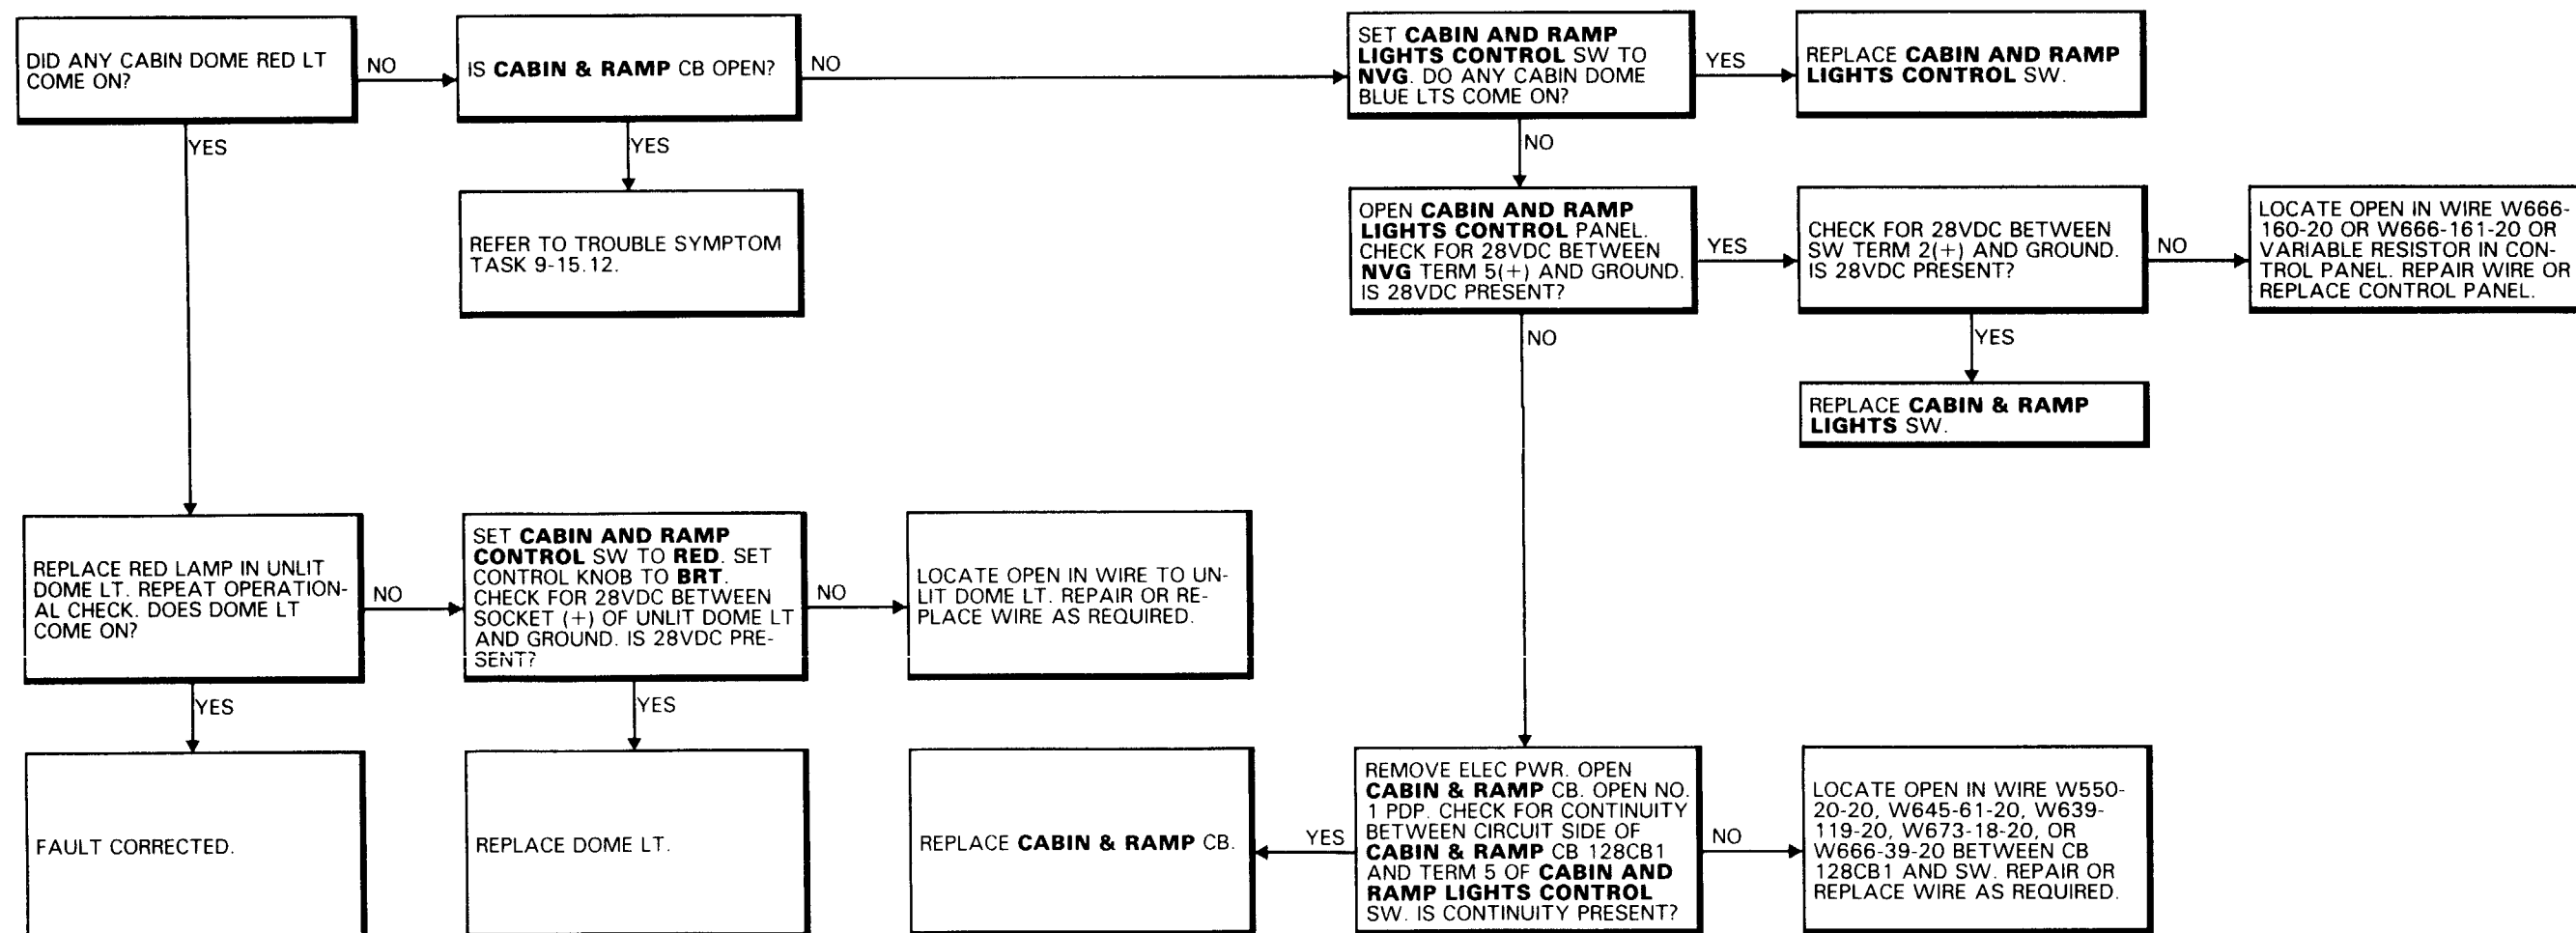 DID ANY CABIN DOME RED LT
COME ON?
NO
IS CABIN & RAMP CB OPEN?
NO
SET CABIN AND RAMP
LIGHTS CONTROL SW TO
NVG. DO ANY CABIN DOME
BLUE LTS COME ON?
YES
REPLACE CABIN AND RAMP
LIGHTS CONTROL SW.
YES
YES
NO
REFER TO TROUBLE SYMPTOM
TASK 9-15.12.
OPEN CABIN AND RAMP
LIGHTS CONTROL PANEL.
CHECK FOR 28VDC BETWEEN
NVG TERM 5(+) AND GROUND.
IS 28VDC PRESENT?
YES
CHECK FOR 28VDC BETWEEN
SW TERM 2(+) AND GROUND.
IS 28VDC PRESENT?
NO
LOCATE OPEN IN WIRE W666-
160-20 OR W666-161-20 OR
VARIABLE RESISTOR IN CON-
TROL PANEL. REPAIR WIRE OR
REPLACE CONTROL PANEL.
NO
YES
REPLACE CABIN & RAMP
LIGHTS SW.
REPLACE RED LAMP IN UNLIT
DOME LT. REPEAT OPERATION-
AL CHECK. DOES DOME LT
COME ON?
NO
SET CABIN AND RAMP
CONTROL SW TO RED. SET
CONTROL KNOB TO BRT.
CHECK FOR 28VDC BETWEEN
SOCKET (+) OF UNLIT DOME LT
AND GROUND. IS 28VDC PRE-
SENT?
NO
LOCATE OPEN IN WIRE TO UN-
LIT DOME LT. REPAIR OR RE-
PLACE WIRE AS REQUIRED.
YES
YES
FAULT CORRECTED.
REPLACE DOME LT.
REPLACE CABIN & RAMP CB.
YES
REMOVE ELEC PWR. OPEN
CABIN & RAMP CB. OPEN NO.
1 PDP. CHECK FOR CONTINUITY
BETWEEN CIRCUIT SIDE OF
CABIN & RAMP CB 128CB1
AND TERM 5 OF CABIN AND
RAMP LIGHTS CONTROL
SW. IS CONTINUITY PRESENT?
NO
LOCATE OPEN IN WIRE W550-
20-20, W645-61-20, W639-
119-20, W673-18-20, OR
W666-39-20 BETWEEN CB
128CB1 AND SW. REPAIR OR
REPLACE WIRE AS REQUIRED.